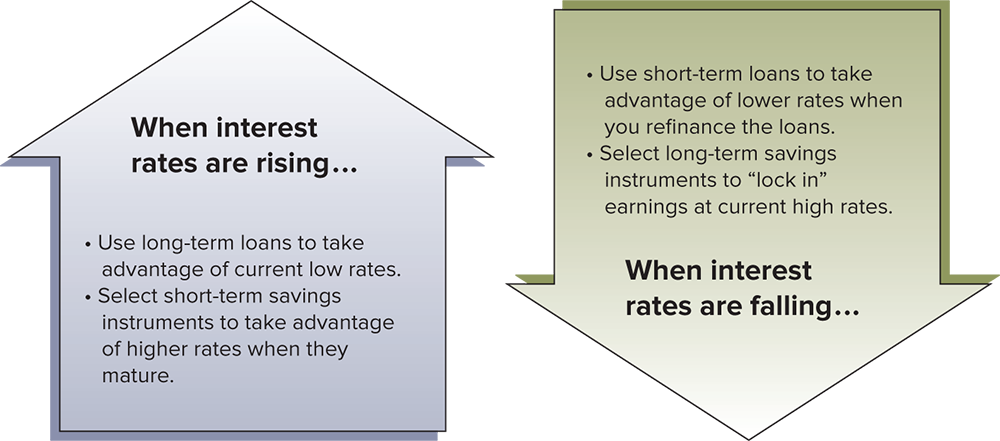 When interest
rates are rising...
• Use long-term loans to take
advantage of current low rates.
• Select short-term savings
instruments to take advantage
of higher rates when they
mature.
• Use short-term loans to take
advantage of lower rates when
you refinance the loans.
• Select long-term savings
instruments to “lock in”
earnings at current high rates.
When interest
rates are falling...